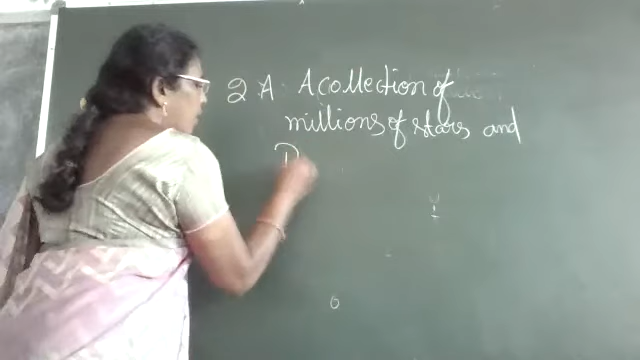 2 A. A collection of
millions of stars and